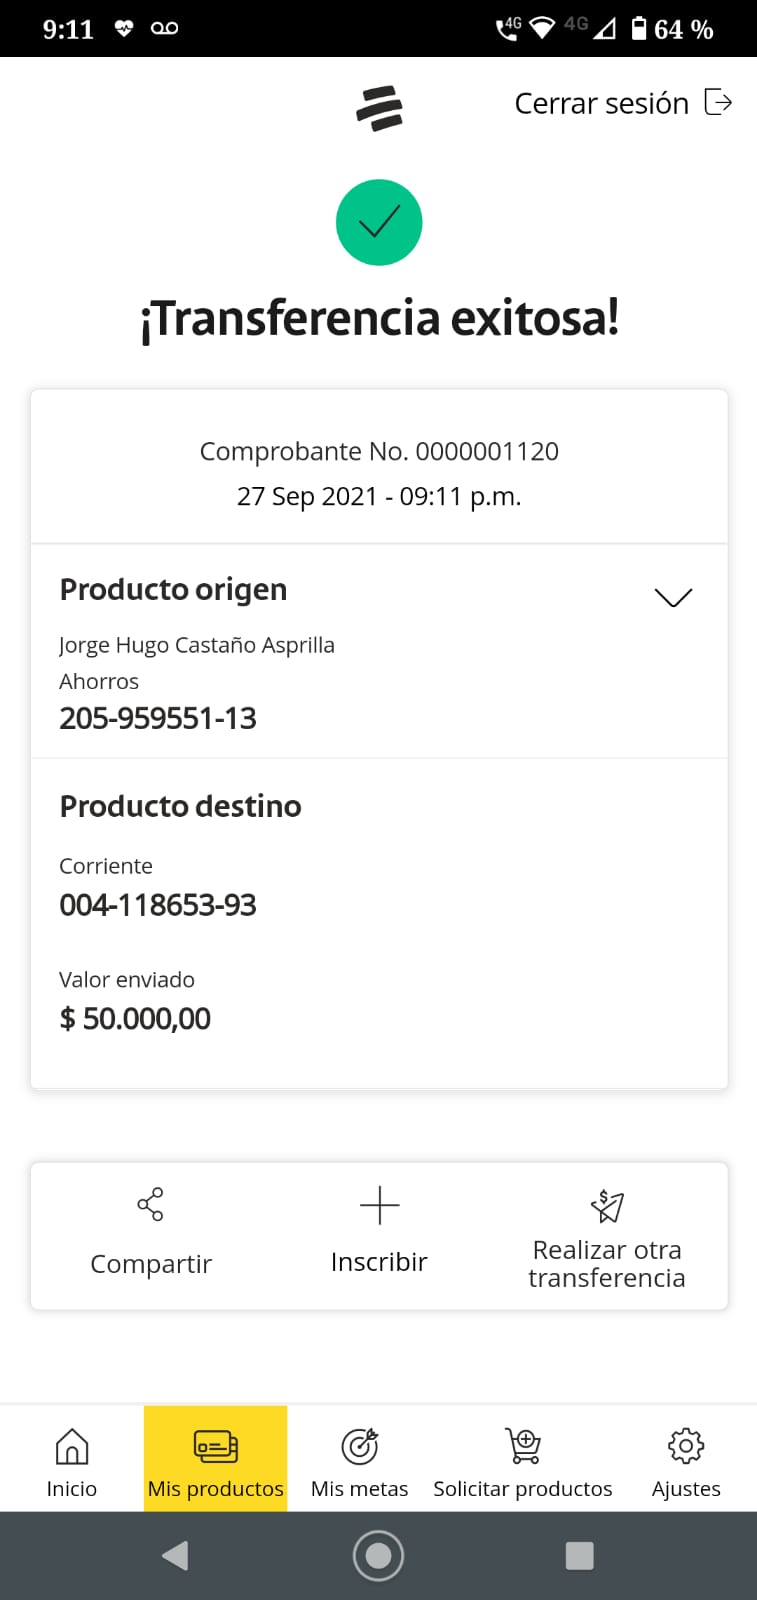 9:11
4G
4G
64 %
Cerrar sesión
¡Transferencia exitosa!
Comprobante No. 0000001120
27 Sep 2021 - 09:11 p.m.
Producto origen
Jorge Hugo Castaño Asprilla
Ahorros
205-959551-13
Producto destino
Corriente
004-118653-93
Valor enviado
$ 50.000,00
Compartir
Inscribir
Realizar otra
transferencia
Inicio
Mis productos
Mis metas
Solicitar productos
Ajustes